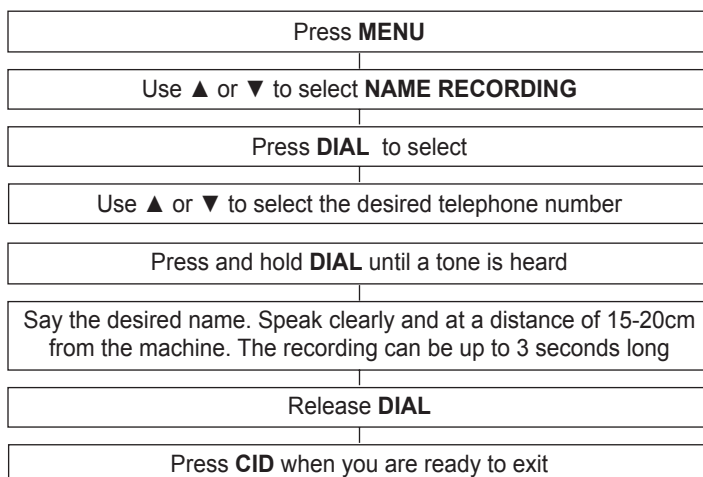 Press MENU
Use ▲ or ▼ to select NAME RECORDING
Press DIAL to select
Use ▲ or ▼ to select the desired telephone number
Press and hold DIAL until a tone is heard
Say the desired name. Speak clearly and at a distance of 15-20cm
from the machine. The recording can be up to 3 seconds long
Release DIAL
Press CID when you are ready to exit